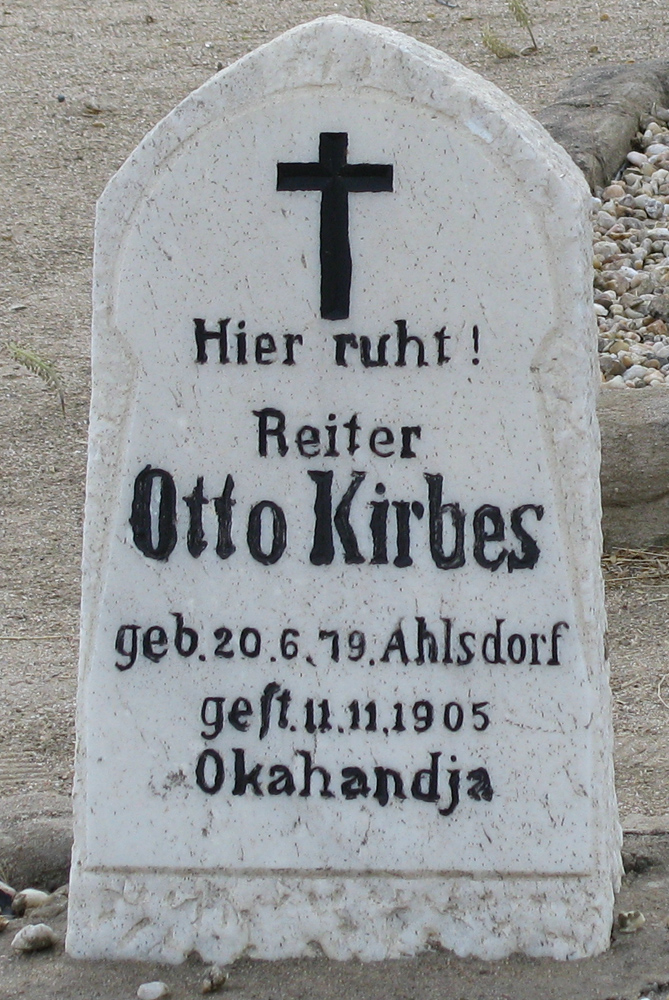 Hier ruht!
Reiter
Otto Kirbes
geb. 20.6.79. Ahlsdorf
gest. 11.11.1905
Okahandja